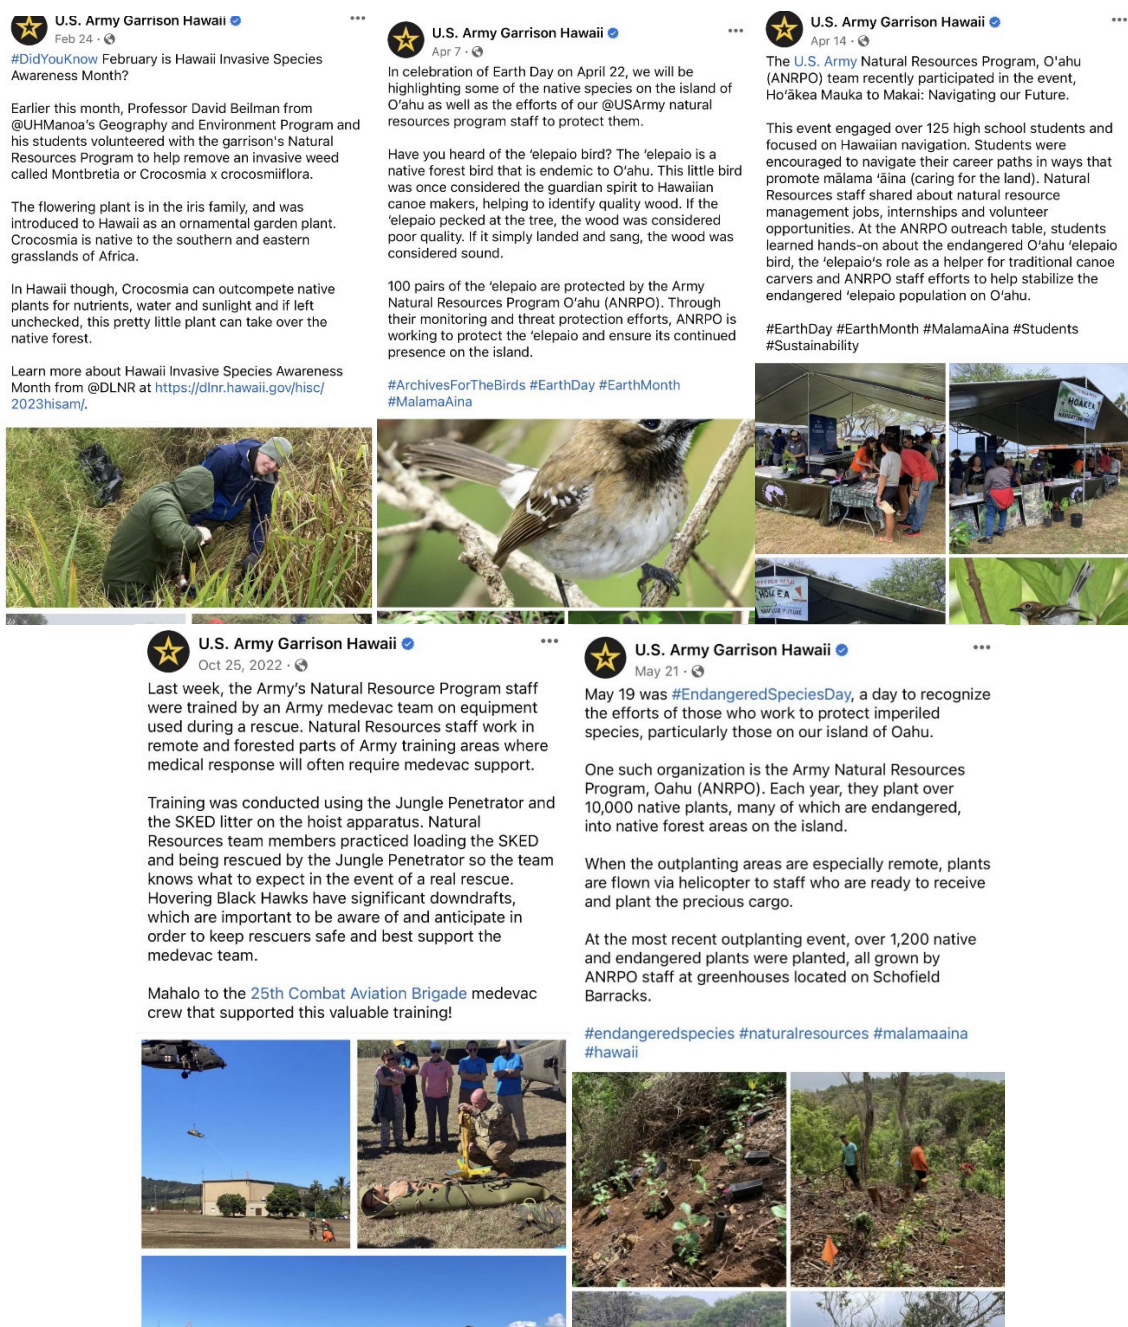 U.S. Army Garrison Hawaii
Feb 24 ·
#DidYouKnow February is Hawaii Invasive Species
Awareness Month?
Earlier this month, Professor David Beilman from
@UHManoa's Geography and Environment Program and
his students volunteered with the garrison's Natural
Resources Program to help remove an invasive weed
called Montbretia or Crocosmia x crocosmiiflora.
The flowering plant is in the iris family, and was
introduced to Hawaii as an ornamental garden plant.
Crocosmia is native to the southern and eastern
grasslands of Africa.
In Hawaii though, Crocosmia can outcompete native
plants for nutrients, water and sunlight and if left
unchecked, this pretty little plant can take over the
native forest.
Learn more about Hawaii Invasive Species Awareness
Month from @DLNR at https://dlnr.hawaii.gov/hisc/
2023hisam/.
U.S. Army Garrison Hawaii
Apr 7 ·
In celebration of Earth Day on April 22, we will be
highlighting some of the native species on the island of
O'ahu as well as the efforts of our @USArmy natural
resources program staff to protect them.
Have you heard of the 'elepaio bird? The 'elepaio is a
native forest bird that is endemic to O'ahu. This little bird
was once considered the guardian spirit to Hawaiian
canoe makers, helping to identify quality wood. If the
'elepaio pecked at the tree, the wood was considered
poor quality. If it simply landed and sang, the wood was
considered sound.
100 pairs of the 'elepaio are protected by the Army
Natural Resources Program O'ahu (ANRPO). Through
their monitoring and threat protection efforts, ANRPO is
working to protect the 'elepaio and ensure its continued
presence on the island.
#ArchivesForTheBirds #EarthDay #EarthMonth
#MalamaAina
U.S. Army Garrison Hawaii
Apr 14 ·
The U.S. Army Natural Resources Program, O'ahu
(ANRPO) team recently participated in the event,
Ho'ākea Mauka to Makai: Navigating our Future.
This event engaged over 125 high school students and
focused on Hawaiian navigation. Students were
encouraged to navigate their career paths in ways that
promote mālama 'āina (caring for the land). Natural
Resources staff shared about natural resource
management jobs, internships and volunteer
opportunities. At the ANRPO outreach table, students
learned hands-on about the endangered O'ahu 'elepaio
bird, the 'elepaio's role as a helper for traditional canoe
carvers and ANRPO staff efforts to help stabilize the
endangered 'elepaio population on O'ahu.
#EarthDay #EarthMonth #MalamaAina #Students
#Sustainability
HOAKEA
HOAKEA
U.S. Army Garrison Hawaii
Oct 25, 2022 ·
Last week, the Army's Natural Resource Program staff
were trained by an Army medevac team on equipment
used during a rescue. Natural Resources staff work in
remote and forested parts of Army training areas where
medical response will often require medevac support.
Training was conducted using the Jungle Penetrator and
the SKED litter on the hoist apparatus. Natural
Resources team members practiced loading the SKED
and being rescued by the Jungle Penetrator so the team
knows what to expect in the event of a real rescue.
Hovering Black Hawks have significant downdrafts,
which are important to be aware of and anticipate in
order to keep rescuers safe and best support the
medevac team.
Mahalo to the 25th Combat Aviation Brigade medevac
crew that supported this valuable training!
U.S. Army Garrison Hawaii
May 21 ·
May 19 was #EndangeredSpeciesDay, a day to recognize
the efforts of those who work to protect imperiled
species, particularly those on our island of Oahu.
One such organization is the Army Natural Resources
Program, Oahu (ANRPO). Each year, they plant over
10,000 native plants, many of which are endangered,
into native forest areas on the island.
When the outplanting areas are especially remote, plants
are flown via helicopter to staff who are ready to receive
and plant the precious cargo.
At the most recent outplanting event, over 1,200 native
and endangered plants were planted, all grown by
ANRPO staff at greenhouses located on Schofield
Barracks.
#endangeredspecies #naturalresources #malamaaina
#hawaii